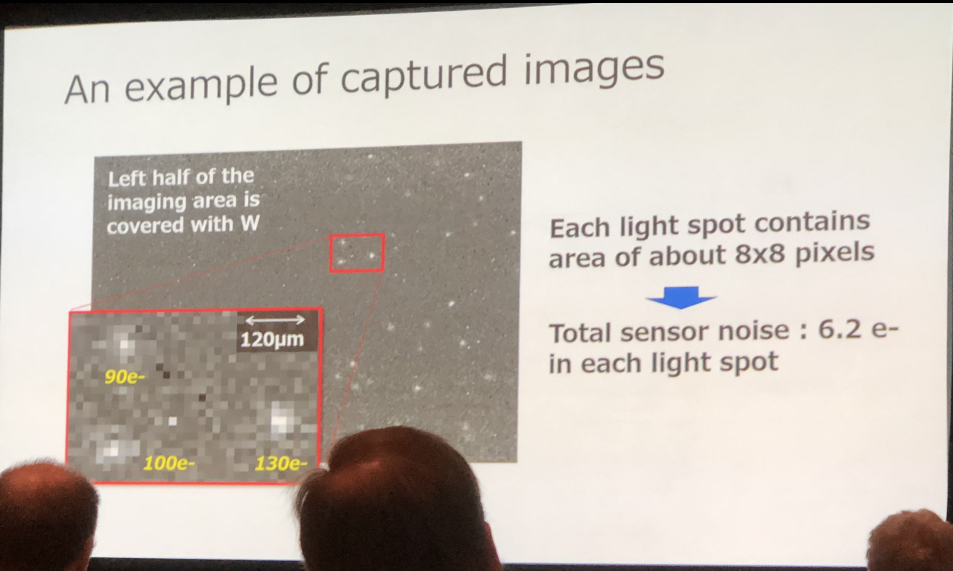 An example of captured images
Left half of the
imaging area is
covered with W
Each light spot contains
area of about 8x8 pixels
Total sensor noise : 6.2 e-
in each light spot
120μm
90e-
100e-
130e-